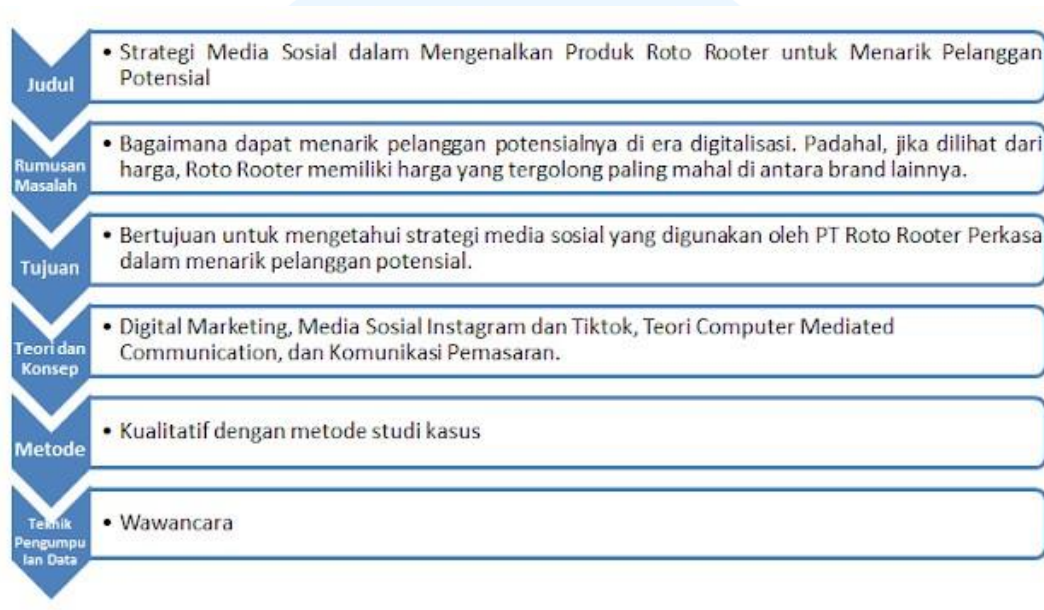 Judul
• Strategi Media Sosial dalam Mengenalkan Produk Roto Rooter untuk Menarik Pelanggan
Potensial
Rumusan
Masalah
• Bagaimana dapat menarik pelanggan potensialnya di era digitalisasi. Padahal, jika dilihat dari
harga, Roto Rooter memiliki harga yang tergolong paling mahal di antara brand lainnya.
Tujuan
• Bertujuan untuk mengetahui strategi media sosial yang digunakan oleh PT Roto Rooter Perkasa
dalam menarik pelanggan potensial.
Teori dan
Konsep
• Digital Marketing, Media Sosial Instagram dan Tiktok, Teori Computer Mediated
Communication, dan Komunikasi Pemasaran.
Metode
• Kualitatif dengan metode studi kasus
Teknik
Pengumpu
lan Data
• Wawancara